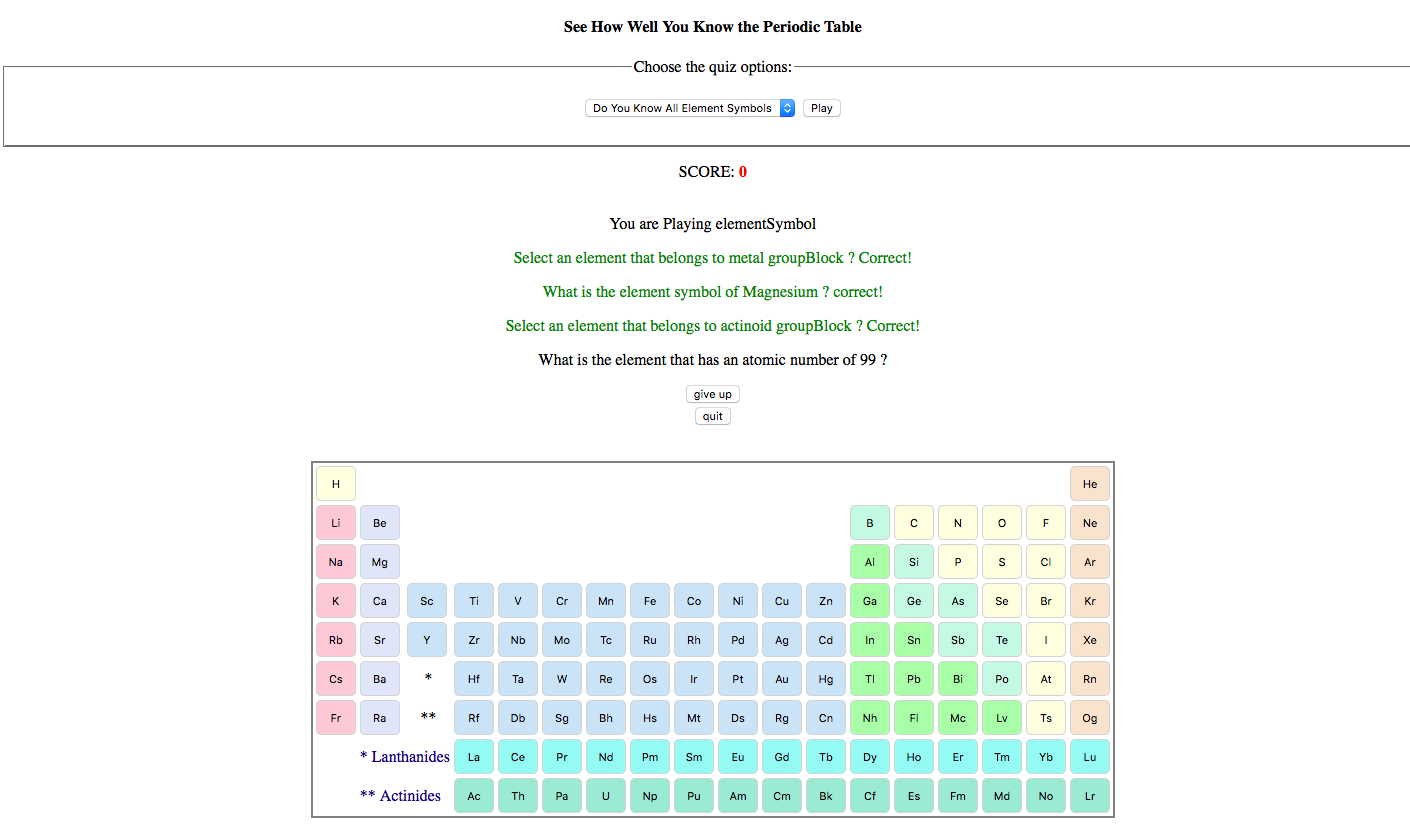 See How Well You Know the Periodic Table
Choose the quiz options:
Do You Know All Element Symbols Play
SCORE: 0
You are Playing elementSymbol
Select an element that belongs to metal groupBlock ? Correct!
What is the element symbol of Magnesium ? correct!
Select an element that belongs to actinoid groupBlock ? Correct!
What is the element that has an atomic number of 99 ?
give up
quit
H He
Li Be B C N O F Ne
Na Mg Al Si P S Cl Ar
K Ca Sc Ti V Cr Mn Fe Co Ni Cu Zn Ga Ge As Se Br Kr
Rb Sr Y Zr Nb Mo Tc Ru Rh Pd Ag Cd In Sn Sb Te I Xe
Cs Ba * Hf Ta W Re Os Ir Pt Au Hg Tl Pb Bi Po At Rn
Fr Ra ** Rf Db Sg Bh Hs Mt Ds Rg Cn Nh Fl Mc Lv Ts Og
* Lanthanides La Ce Pr Nd Pm Sm Eu Gd Tb Dy Ho Er Tm Yb Lu
** Actinides Ac Th Pa U Np Pu Am Cm Bk Cf Es Fm Md No Lr